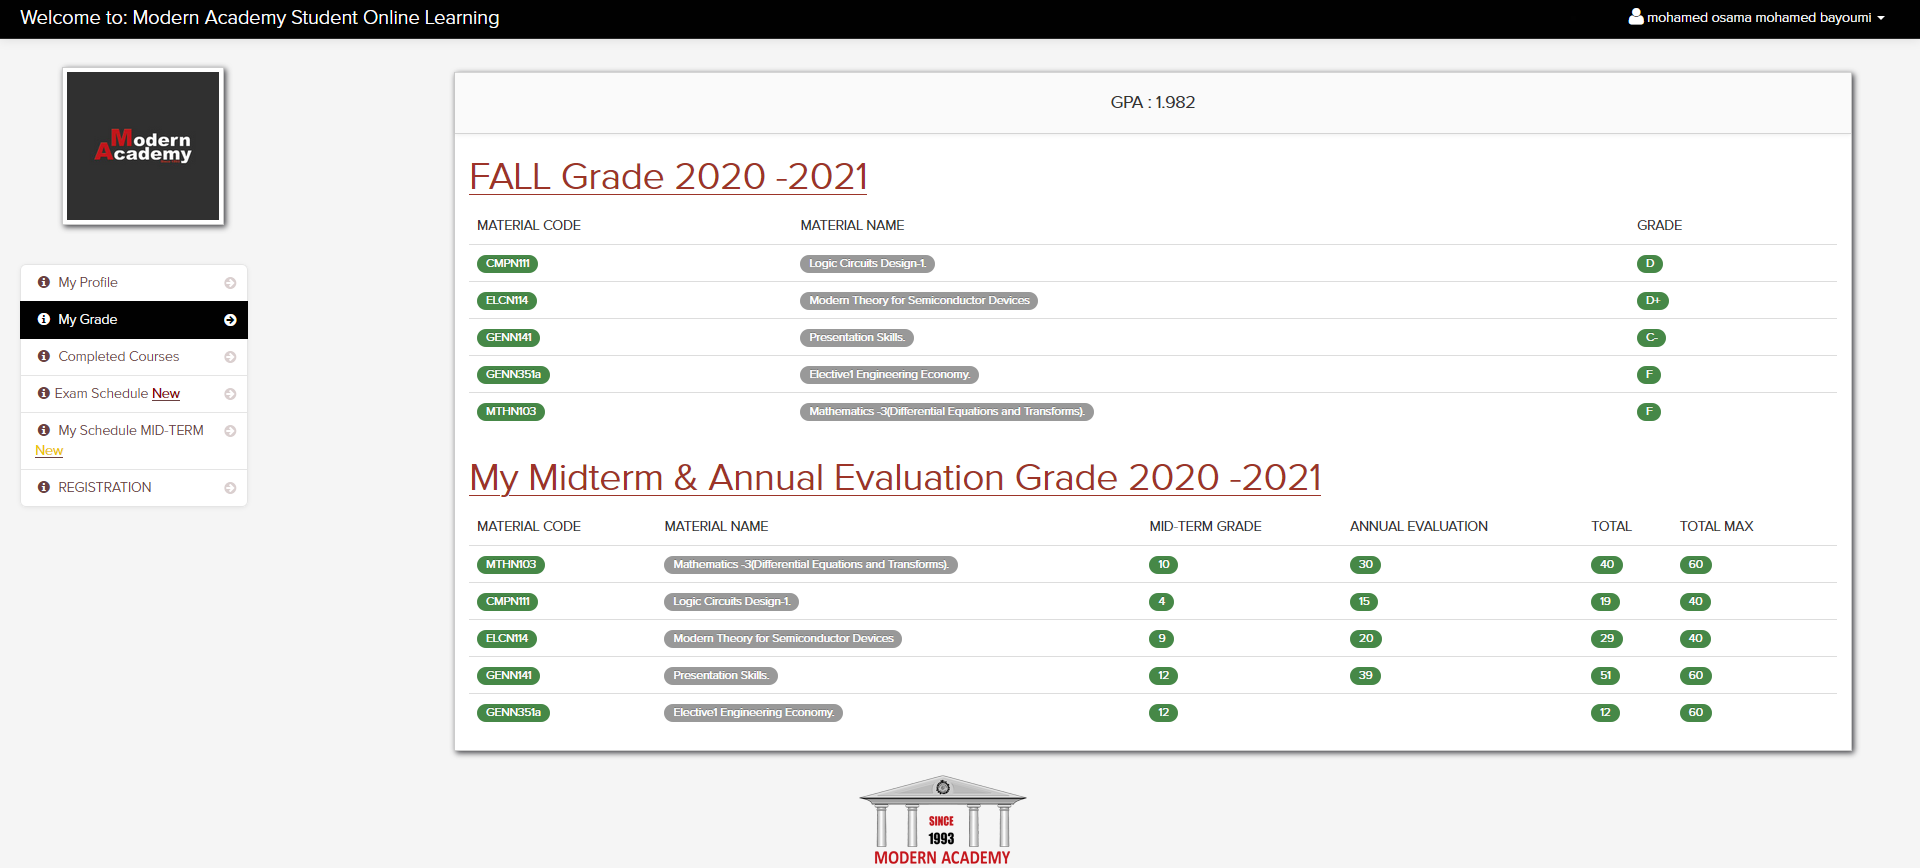 Welcome to: Modern Academy Student Online Learning
mohamed osama mohamed bayoumi
Modern
Academy
My Profile
My Grade
Completed Courses
Exam Schedule New
My Schedule MID-TERM
New
REGISTRATION
GPA : 1.982
FALL Grade 2020 -2021
MATERIAL CODE MATERIAL NAME GRADE
CMPN111 Logic Circuits Design-1. D
ELCN114 Modern Theory for Semiconductor Devices D+
GENN141 Presentation Skills. C-
GENN351a Elective1 Engineering Economy. F
MTHN103 Mathematics -3(Differential Equations and Transforms). F
My Midterm & Annual Evaluation Grade 2020 -2021
MATERIAL CODE MATERIAL NAME MID-TERM GRADE ANNUAL EVALUATION TOTAL TOTAL MAX
MTHN103 Mathematics -3(Differential Equations and Transforms). 10 30 40 60
CMPN111 Logic Circuits Design-1. 4 15 19 40
ELCN114 Modern Theory for Semiconductor Devices 9 20 29 40
GENN141 Presentation Skills. 12 39 51 60
GENN351a Elective1 Engineering Economy. 12 12 60
SINCE
1993
MODERN ACADEMY